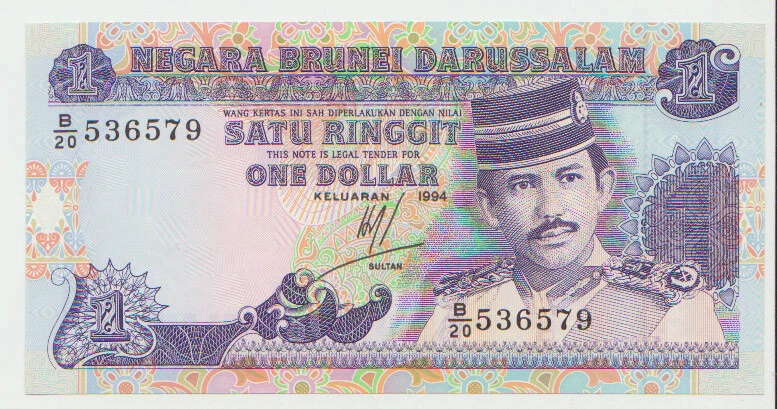 NEGARA BRUNEI DARUSSALAM
1 1
B/20 536579
WANG KERTAS INI SAH DIPERLAKUKAN DENGAN NILAI
SATU RINGGIT
THIS NOTE IS LEGAL TENDER FOR
ONE DOLLAR
KELUARAN 1994
SULTAN
1
B/20 536579